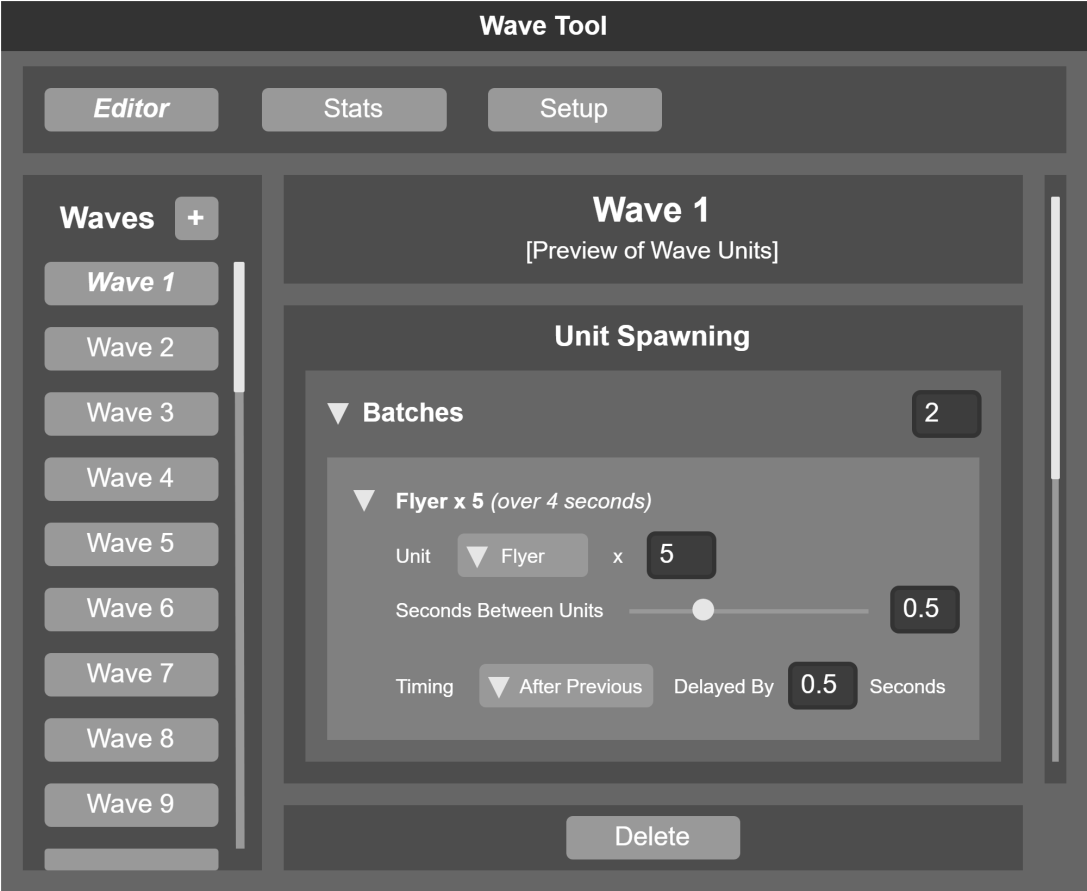 Wave Tool
Editor Stats Setup
Waves +
Wave 1
Wave 2
Wave 3
Wave 4
Wave 5
Wave 6
Wave 7
Wave 8
Wave 9
Wave 1
[Preview of Wave Units]
Unit Spawning
Batches 2
Flyer x 5 (over 4 seconds)
Unit Flyer x 5
Seconds Between Units 0.5
Timing After Previous Delayed By 0.5 Seconds
Delete